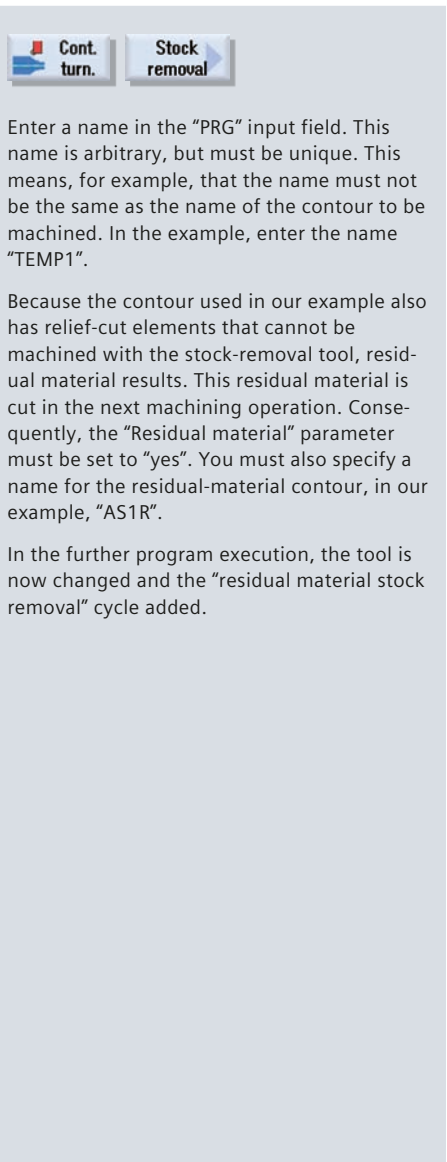 Cont. turn.
Stock removal
Enter a name in the “PRG” input field. This
name is arbitrary, but must be unique. This
means, for example, that the name must not
be the same as the name of the contour to be
machined. In the example, enter the name
“TEMP1”.
Because the contour used in our example also
has relief-cut elements that cannot be
machined with the stock-removal tool, resid-
ual material results. This residual material is
cut in the next machining operation. Conse-
quently, the “Residual material” parameter
must be set to “yes”. You must also specify a
name for the residual-material contour, in our
example, “AS1R”.
In the further program execution, the tool is
now changed and the “residual material stock
removal” cycle added.